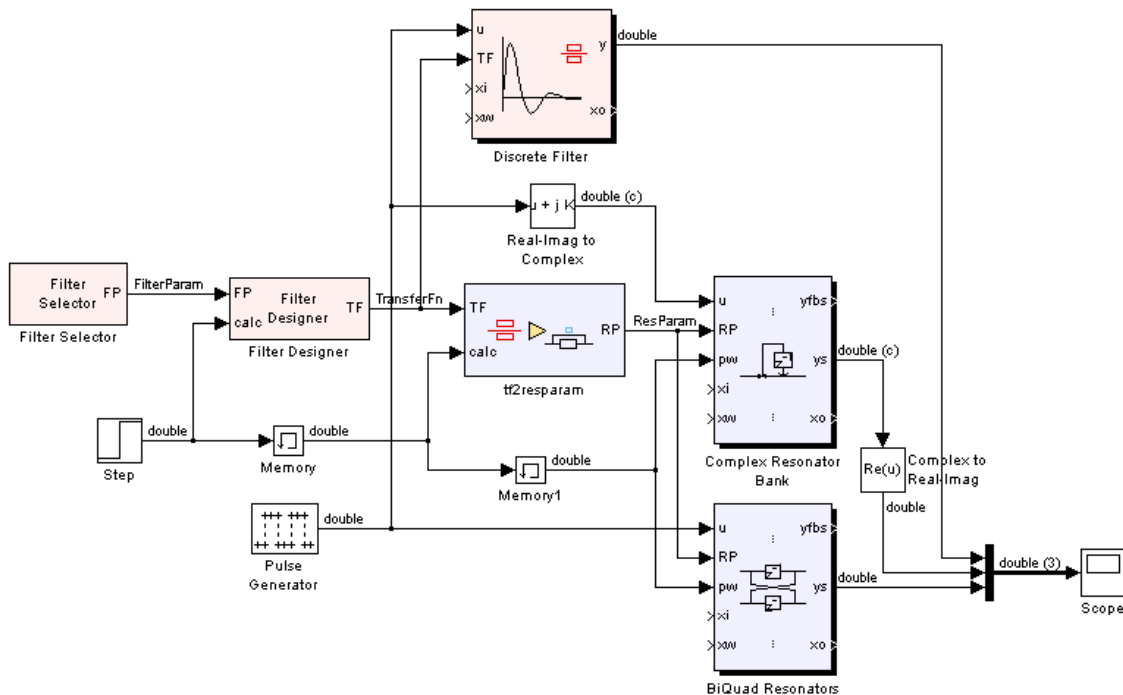 u
TF
xi
xw
y
xo
double
Discrete Filter
u + j K
double (c)
Real-Imag to
Complex
Filter
Selector
FP
Filter Selector
FilterParam
FP
calc
Filter
Designer
TF
Filter Designer
TransferFn
TF
calc
RP
tf2resparam
ResParam
u
RP
pw
xi
xw
yfbs
ys
xo
z-1
double (c)
Complex Resonator
Bank
Step
double
Memory
double
Memory1
double
Re(u)
Complex to
Real-Imag
double
Pulse
Generator
double
u
RP
pw
xi
xw
yfbs
ys
xo
double
BiQuad Resonators
double (3)
Scope